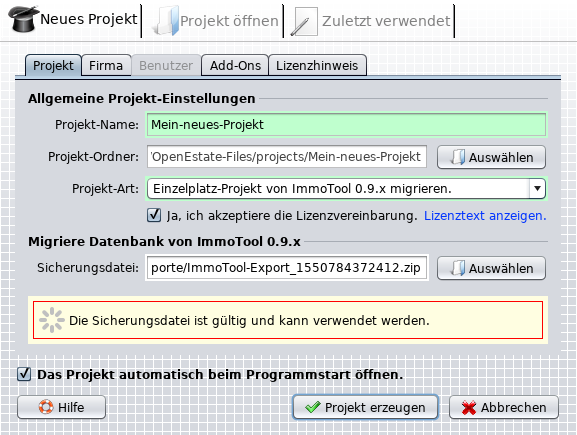 Neues Projekt Projekt öffnen Zuletzt verwendet
Projekt Firma Benutzer Add-Ons Lizenzhinweis
Allgemeine Projekt-Einstellungen
Projekt-Name: Mein-neues-Projekt
Projekt-Ordner: 'OpenEstate-Files/projects/Mein-neues-Projekt Auswählen
Projekt-Art: Einzelplatz-Projekt von ImmoTool 0.9.x migrieren.
Ja, ich akzeptiere die Lizenzvereinbarung. Lizenztext anzeigen.
Migriere Datenbank von ImmoTool 0.9.x
Sicherungsdatei: porte/ImmoTool-Export_1550784372412.zip Auswählen
Die Sicherungsdatei ist gültig und kann verwendet werden.
Das Projekt automatisch beim Programmstart öffnen.
Hilfe Projekt erzeugen Abbrechen